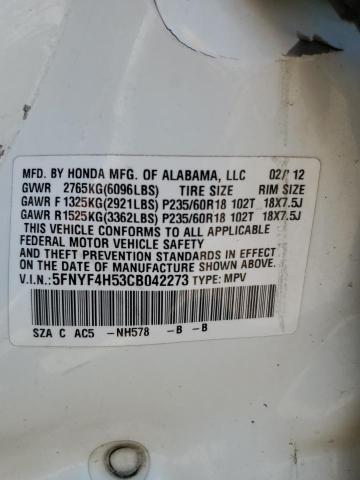 MFD. BY HONDA MFG. OF ALABAMA, LLC 02/12
GVWR 2765KG(6096LBS) TIRE SIZE RIM SIZE
GAWR F 1325KG(2921LBS) P235/60R18 102T 18X7.5J
GAWR R1525KG(3362LBS) P235/60R18 102T 18X7.5J
THIS VEHICLE CONFORMS TO ALL APPLICABLE
FEDERAL MOTOR VEHICLE SAFETY
AND THEFT PREVENTION STANDARDS IN EFFECT ON THE
DATE OF MANUFACTURE SHOWN ABOVE.
V.I.N.:5FNYF4H53CB042273 TYPE: MPV
SZA C AC5 -NH578 -B -B